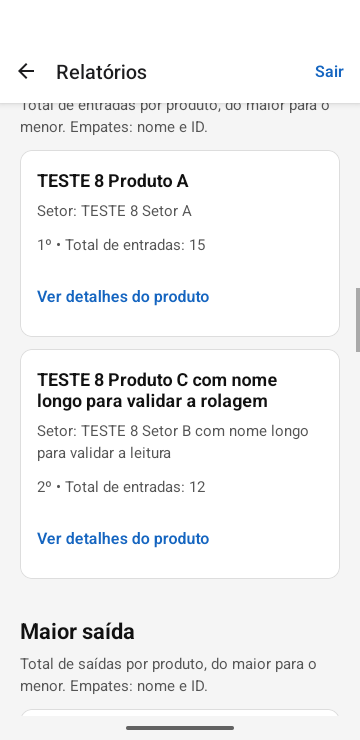 Relatórios
Sair
Total de entradas por produto, do maior para o
menor. Empates: nome e ID.
TESTE 8 Produto A
Setor: TESTE 8 Setor A
1º • Total de entradas: 15
Ver detalhes do produto
TESTE 8 Produto C com nome
longo para validar a rolagem
Setor: TESTE 8 Setor B com nome longo
para validar a leitura
2º • Total de entradas: 12
Ver detalhes do produto
Maior saída
Total de saídas por produto, do maior para o
menor. Empates: nome e ID.